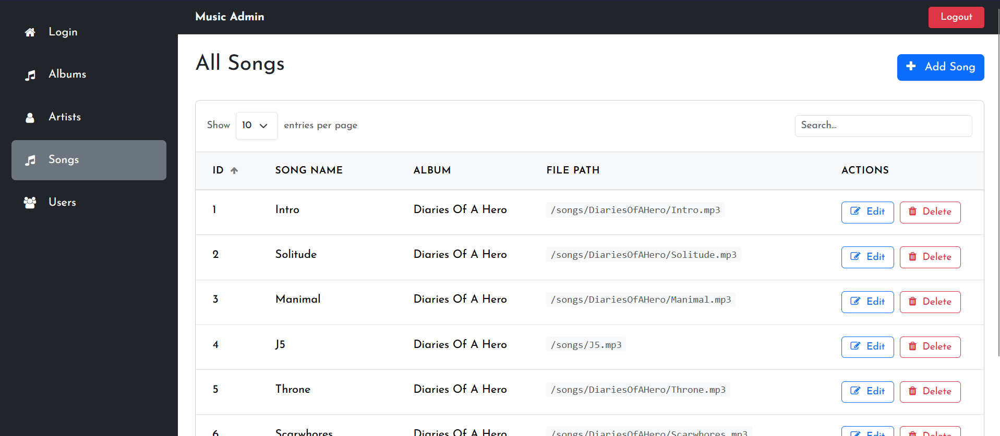 Music Admin
Logout
Login
Albums
Artists
Songs
Users
All Songs
Add Song
Show 10 entries per page
Search...
ID SONG NAME ALBUM FILE PATH ACTIONS
1 Intro Diaries Of A Hero /songs/DiariesOfAHero/Intro.mp3 Edit Delete
2 Solitude Diaries Of A Hero /songs/DiariesOfAHero/Solitude.mp3 Edit Delete
3 Manimal Diaries Of A Hero /songs/DiariesOfAHero/Manimal.mp3 Edit Delete
4 J5 Diaries Of A Hero /songs/J5.mp3 Edit Delete
5 Throne Diaries Of A Hero /songs/DiariesOfAHero/Throne.mp3 Edit Delete
6 Scarwhores Diaries Of A Hero /songs/DiariesOfAHero/Scarwhores.mp3 Edit Delete